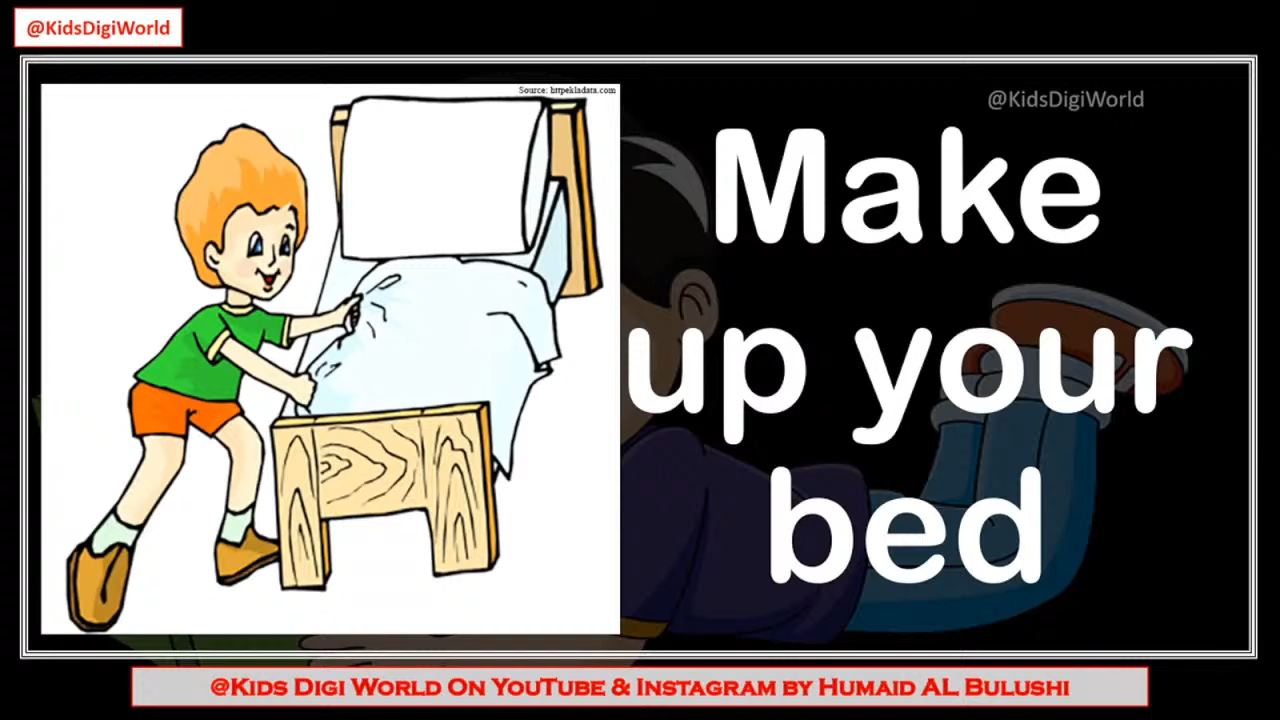 @KidsDigiWorld
Source: httpekladata.com
@KidsDigiWorld
Make
up your
bed
@KIDS DIGI WORLD ON YOUTUBE & INSTAGRAM BY HUMAID AL BULUSHI